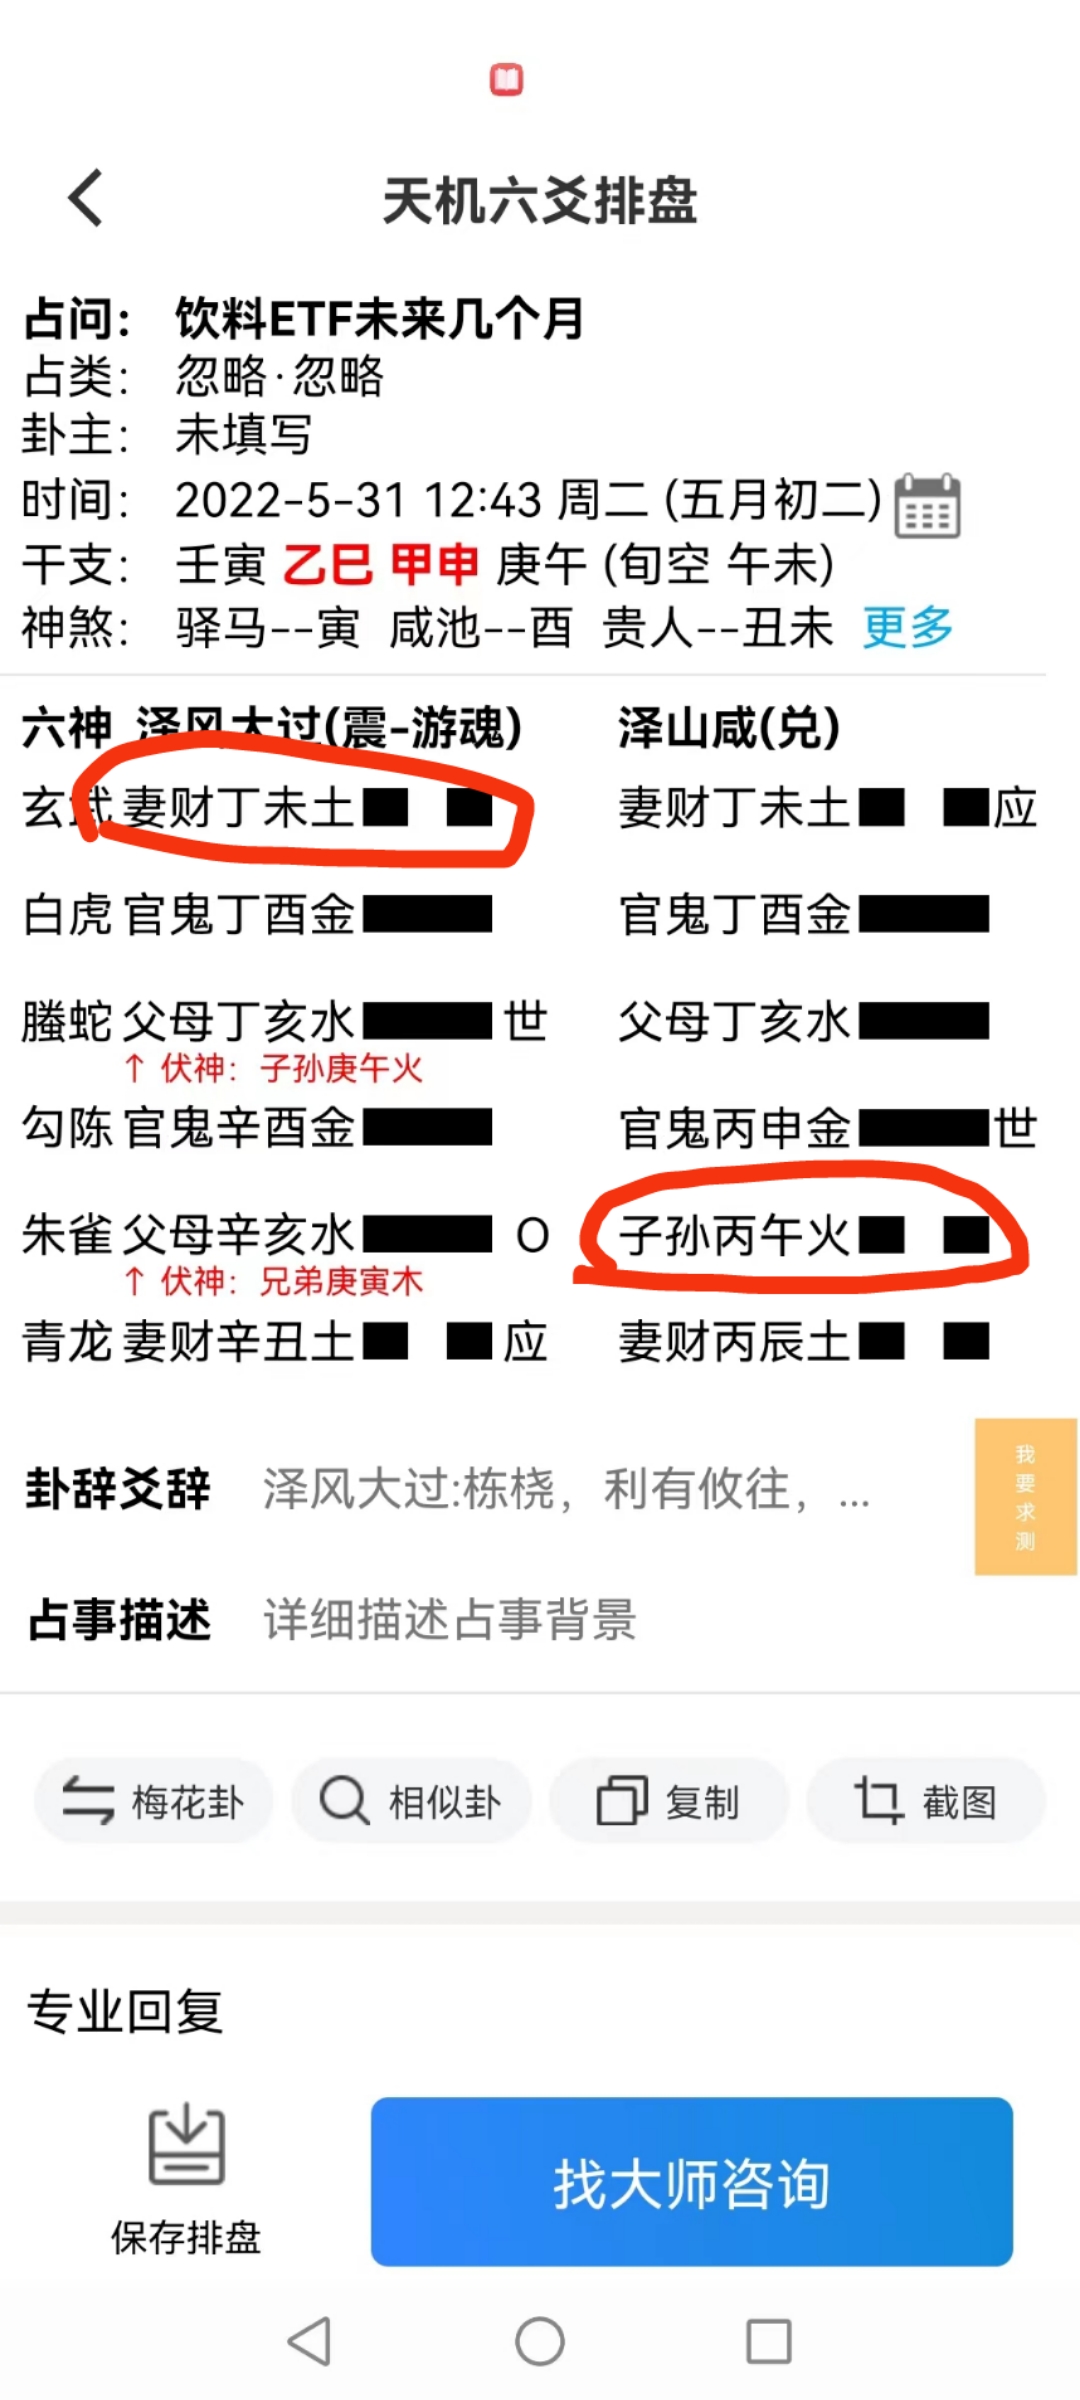 天机六爻排盘
占问： 饮料ETF未来几个月
占类： 忽略·忽略
卦主： 未填写
时间： 2022-5-31 12:43 周二 (五月初二)
干支： 壬寅 乙巳 甲申 庚午 (旬空 午未)
神煞： 驿马--寅 咸池--酉 贵人--丑未 更多
六神 泽风大过(震-游魂) 泽山咸(兑)
玄武 妻财丁未土 妻财丁未土 应
白虎 官鬼丁酉金 官鬼丁酉金
螣蛇 父母丁亥水 世 父母丁亥水
↑ 伏神： 子孙庚午火
勾陈 官鬼辛酉金 官鬼丙申金 世
朱雀 父母辛亥水 O 子孙丙午火
↑ 伏神： 兄弟庚寅木
青龙 妻财辛丑土 应 妻财丙辰土
我要求测
卦辞爻辞 泽风大过:栋桡，利有攸往，...
占事描述 详细描述占事背景
梅花卦 相似卦 复制 截图
专业回复
保存排盘 找大师咨询